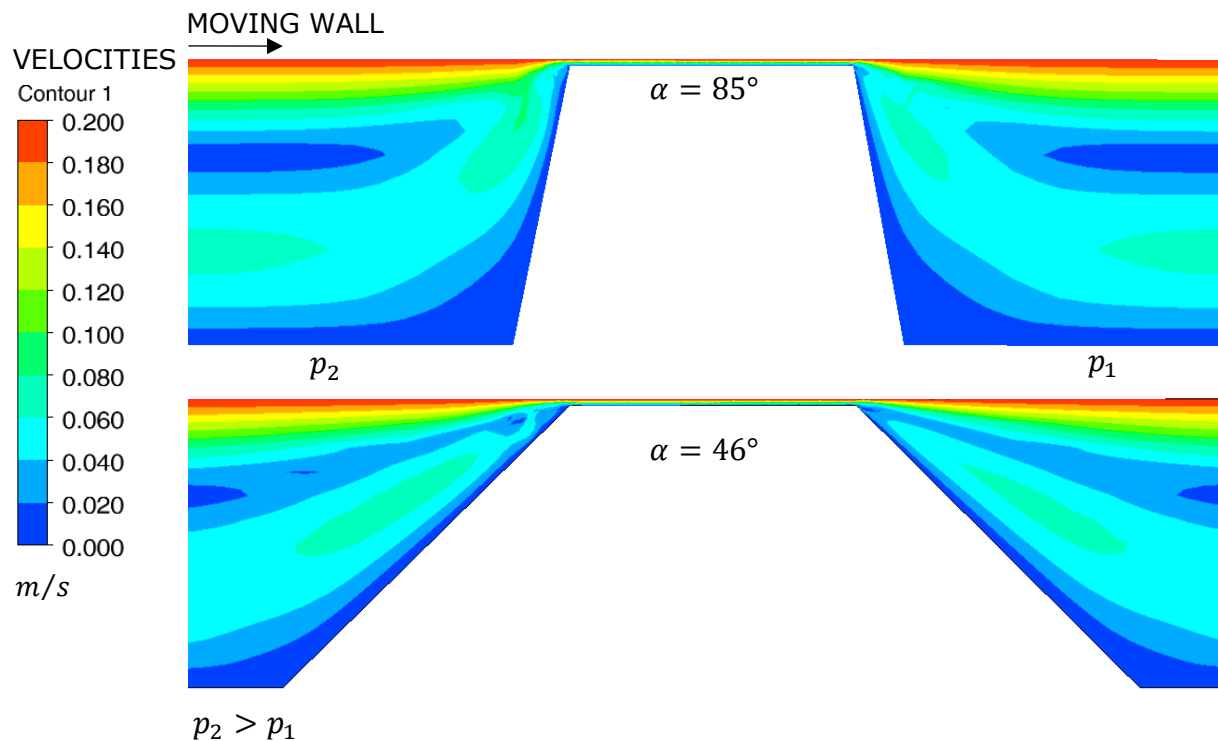 MOVING WALL
VELOCITIES
Contour 1
0.200
0.180
0.160
0.140
0.120
0.100
0.080
0.060
0.040
0.020
0.000
m/s
α = 85°
p₂
p₁
α = 46°
p₂ > p₁